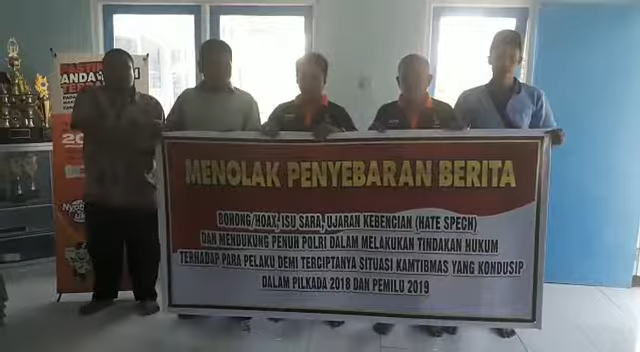 ANDA
MENOLAK PENYEBARAN BERITA
BOHONG/HOAX, ISU SARA, UJARAN KEBENCIAN (HATE SPECH)
DAN MENDUKUNG PENUH POLRI DALAM MELAKUKAN TINDAKAN HUKUM
TERHADAP PARA PELAKU DEMI TERCIPTANYA SITUASI KAMTIBMAS YANG KONDUSIP
DALAM PILKADA 2018 DAN PEMILU 2019